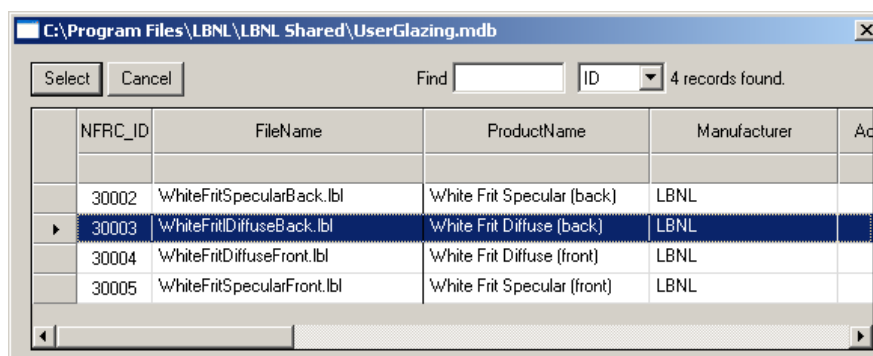 C:\Program Files\LBNL\LBNL Shared\UserGlazing.mdb
Select Cancel Find ID 4 records found.
NFRC_ID FileName ProductName Manufacturer Ac
30002 WhiteFritSpecularBack.lbl White Frit Specular (back) LBNL
30003 WhiteFritlDiffuseBack.lbl White Frit Diffuse (back) LBNL
30004 WhiteFritDiffuseFront.lbl White Frit Diffuse (front) LBNL
30005 WhiteFritSpecularFront.lbl White Frit Specular (front) LBNL